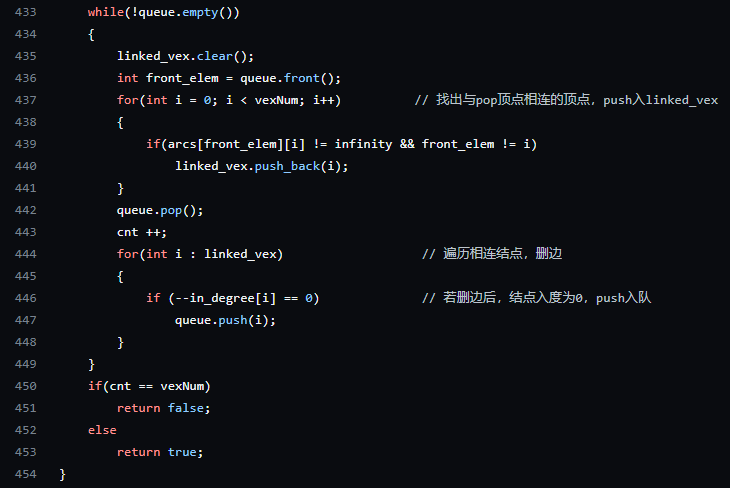 433 while(!queue.empty())
434 {
435 linked_vex.clear();
436 int front_elem = queue.front();
437 for(int i = 0; i < vexNum; i++) // 找出与pop顶点相连的顶点，push入linked_vex
438 {
439 if(arcs[front_elem][i] != infinity && front_elem != i)
440 linked_vex.push_back(i);
441 }
442 queue.pop();
443 cnt ++;
444 for(int i : linked_vex) // 遍历相连结点，删边
445 {
446 if (--in_degree[i] == 0) // 若删边后，结点入度为0，push入队
447 queue.push(i);
448 }
449 }
450 if(cnt == vexNum)
451 return false;
452 else
453 return true;
454 }